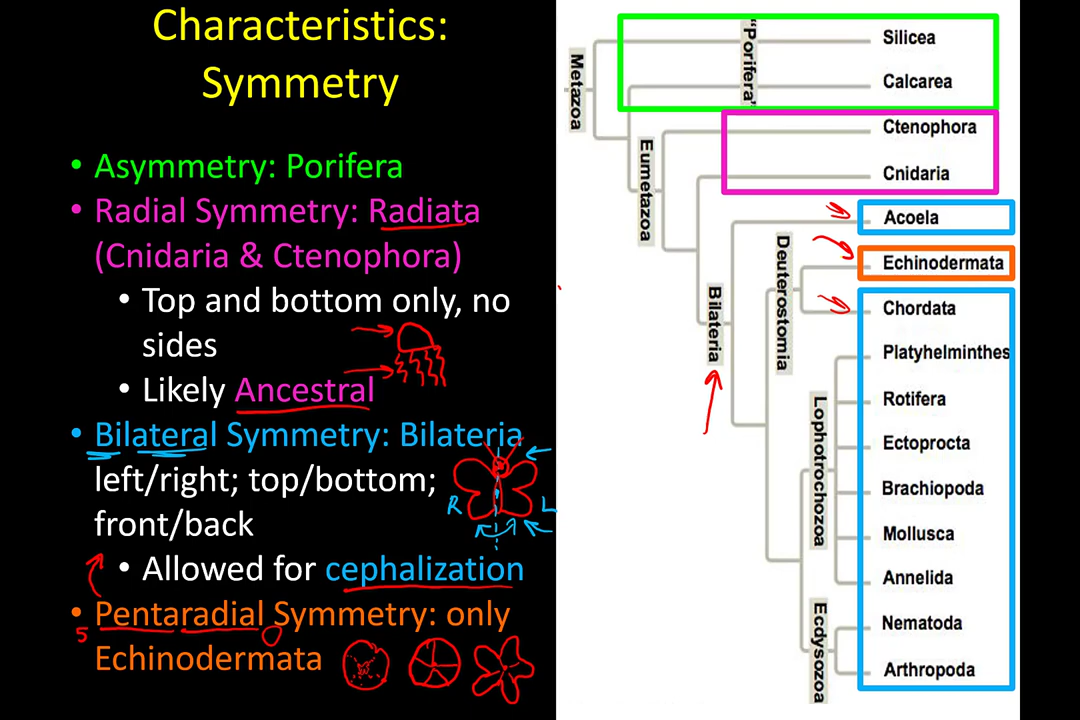 Characteristics:
Symmetry
• Asymmetry: Porifera
• Radial Symmetry: Radiata
(Cnidaria & Ctenophora)
• Top and bottom only, no
sides
• Likely Ancestral
• Bilateral Symmetry: Bilateria
left/right; top/bottom;
front/back
R L
• Allowed for cephalization
• Pentaradial Symmetry: only
5
Echinodermata
Metazoa
"Porifera"
Eumetazoa
Bilateria
Deuterostomia
Lophotrochozoa
Ecdysozoa
Silicea
Calcarea
Ctenophora
Cnidaria
Acoela
Echinodermata
Chordata
Platyhelminthes
Rotifera
Ectoprocta
Brachiopoda
Mollusca
Annelida
Nematoda
Arthropoda